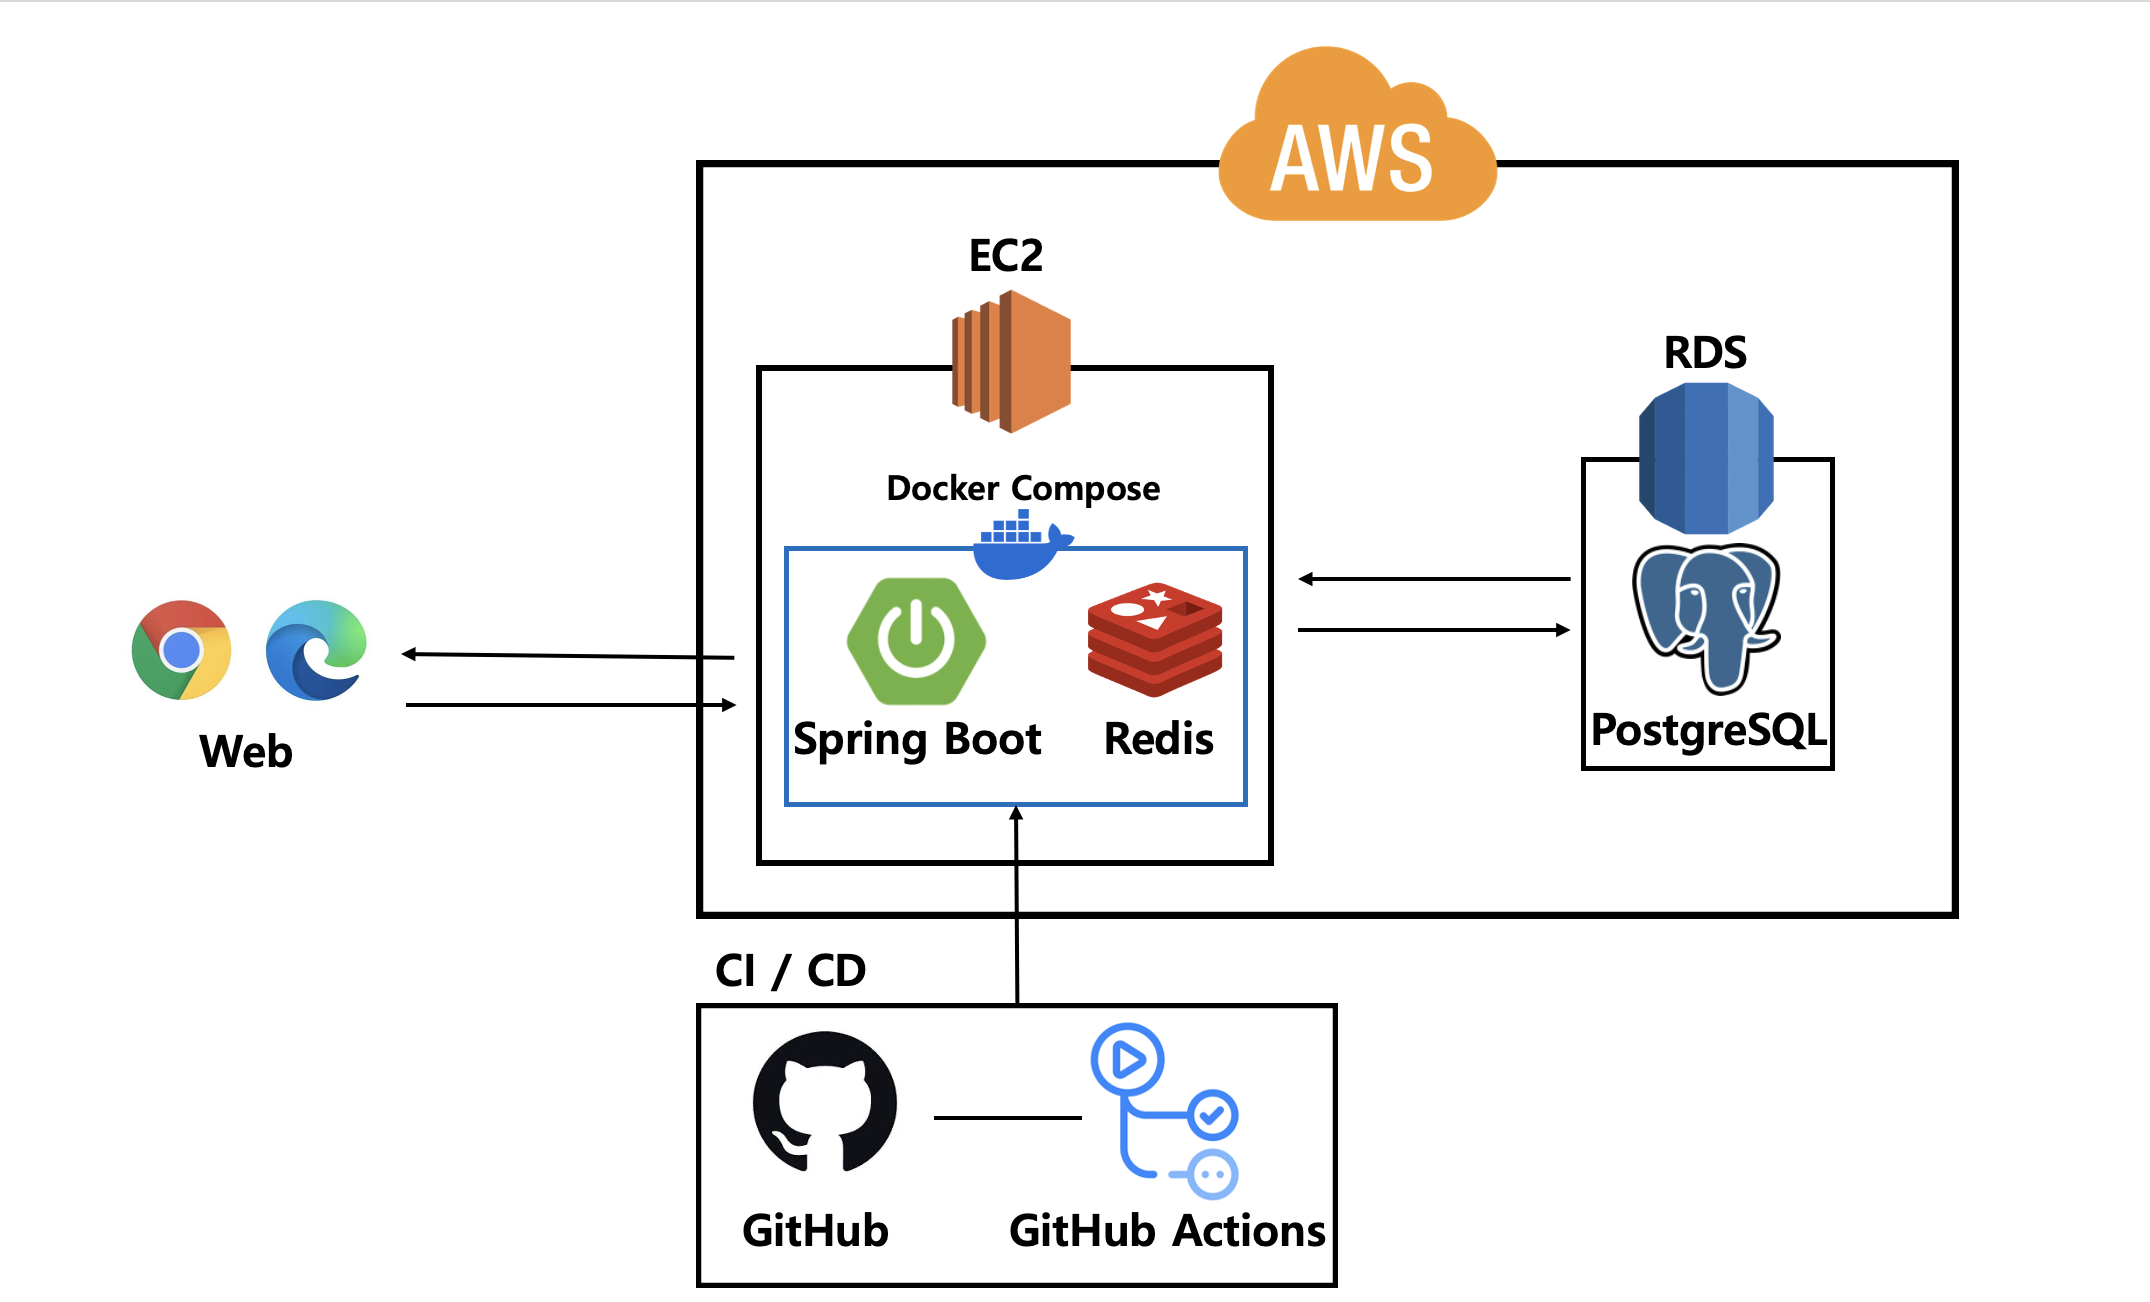 AWS
EC2
RDS
Docker Compose
Spring Boot
Redis
PostgreSQL
Web
CI / CD
GitHub
GitHub Actions